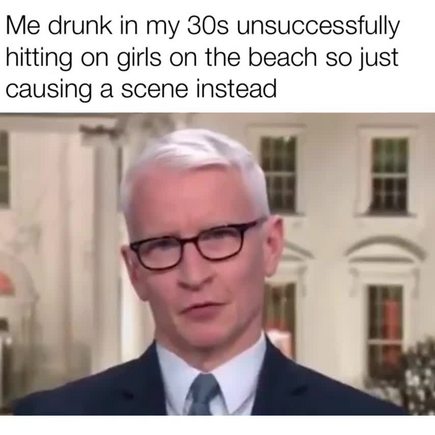 Me drunk in my 30s unsuccessfully
hitting on girls on the beach so just
causing a scene instead